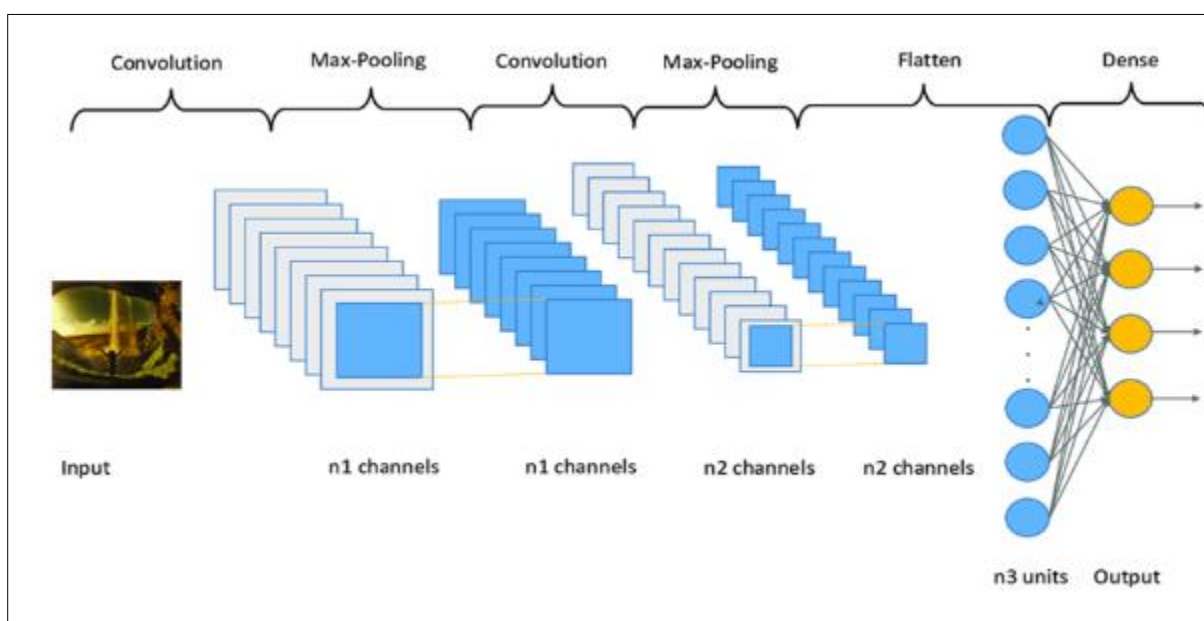 Convolution Max-Pooling Convolution Max-Pooling Flatten Dense
Input n1 channels n1 channels n2 channels n2 channels
n3 units Output